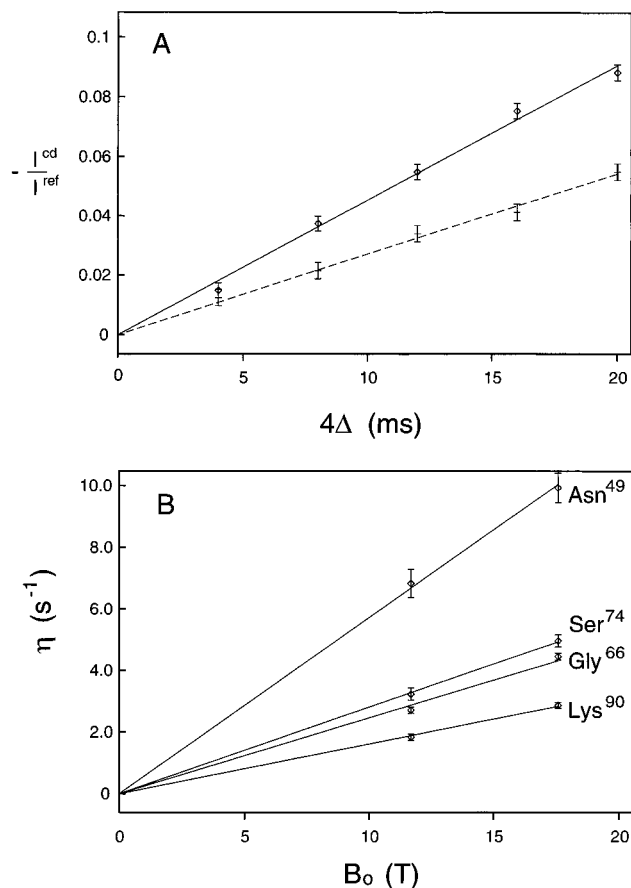 A
0.1
0.08
0.06
0.04
0.02
0
- I^cd / I^ref
0 5 10 15 20
4Δ (ms)
B
10.0
8.0
6.0
4.0
2.0
0
η (s⁻¹)
Asn⁴⁹
Ser⁷⁴
Gly⁶⁶
Lys⁹⁰
0 5 10 15 20
Bₒ (T)